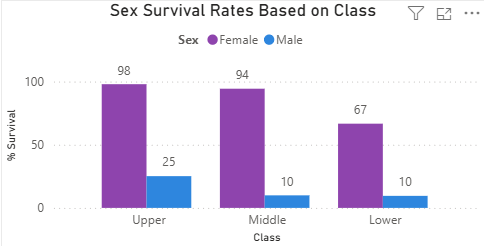 Sex Survival Rates Based on Class
Sex Female Male
% Survival
100
50
0
98
25
94
10
67
10
Upper Middle Lower
Class